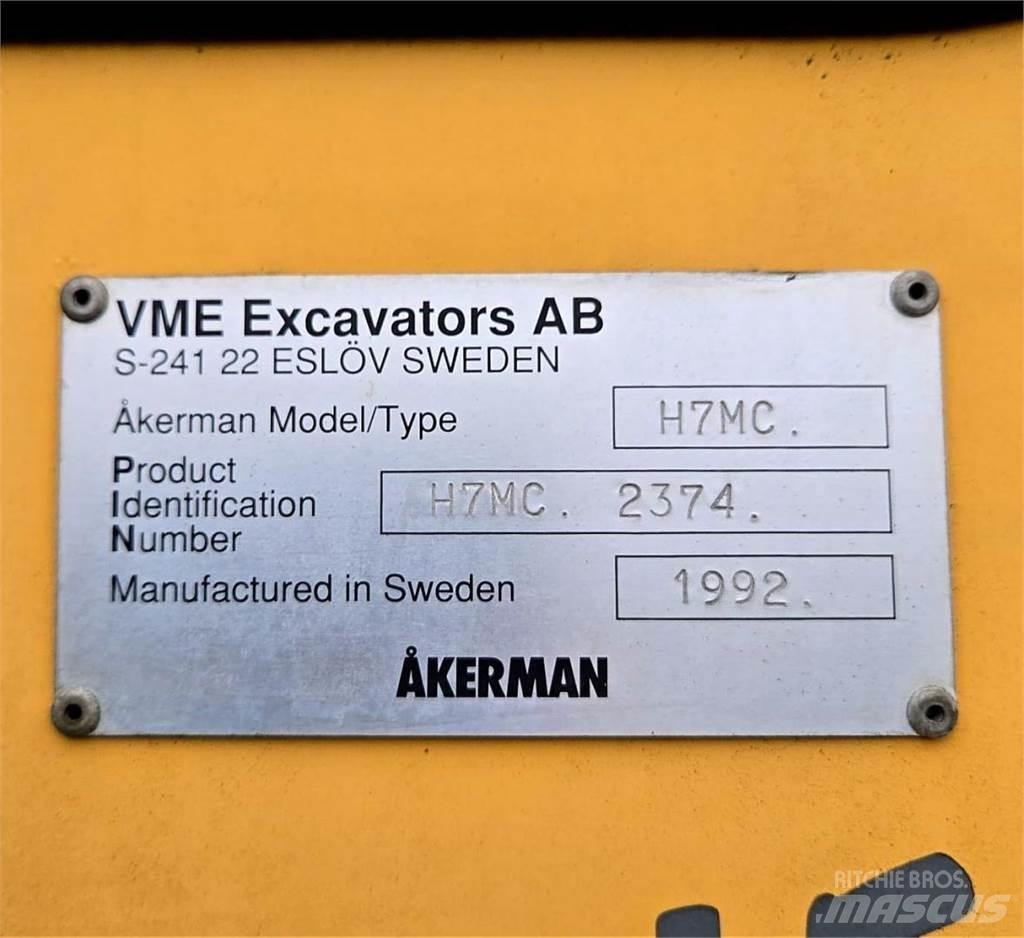 VME Excavators AB
S-241 22 ESLÖV SWEDEN
Åkerman Model/Type H7MC.
Product
Identification H7MC. 2374.
Number
Manufactured in Sweden 1992.
ÅKERMAN
RITCHIE BROS.
MASCUS